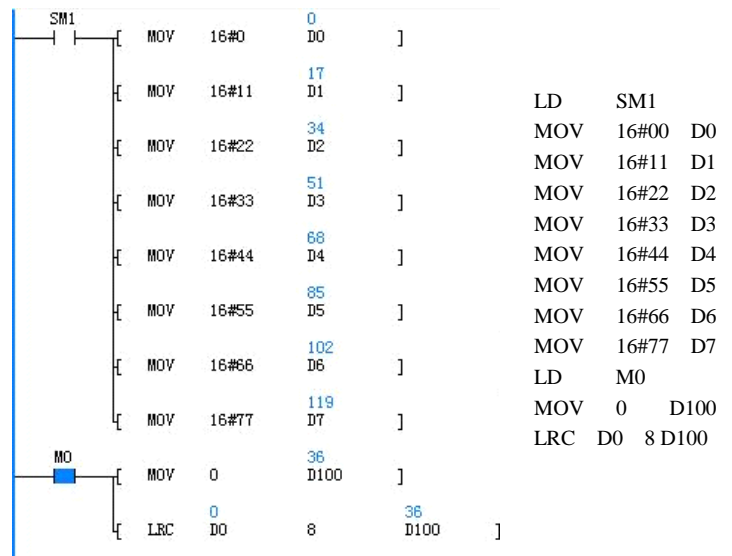 SM1
0
[ MOV 16#0 D0 ]
17
[ MOV 16#11 D1 ]
34
[ MOV 16#22 D2 ]
51
[ MOV 16#33 D3 ]
68
[ MOV 16#44 D4 ]
85
[ MOV 16#55 D5 ]
102
[ MOV 16#66 D6 ]
119
[ MOV 16#77 D7 ]
M0
36
[ MOV 0 D100 ]
0 36
[ LRC D0 8 D100 ]
LD SM1
MOV 16#00 D0
MOV 16#11 D1
MOV 16#22 D2
MOV 16#33 D3
MOV 16#44 D4
MOV 16#55 D5
MOV 16#66 D6
MOV 16#77 D7
LD M0
MOV 0 D100
LRC D0 8 D100